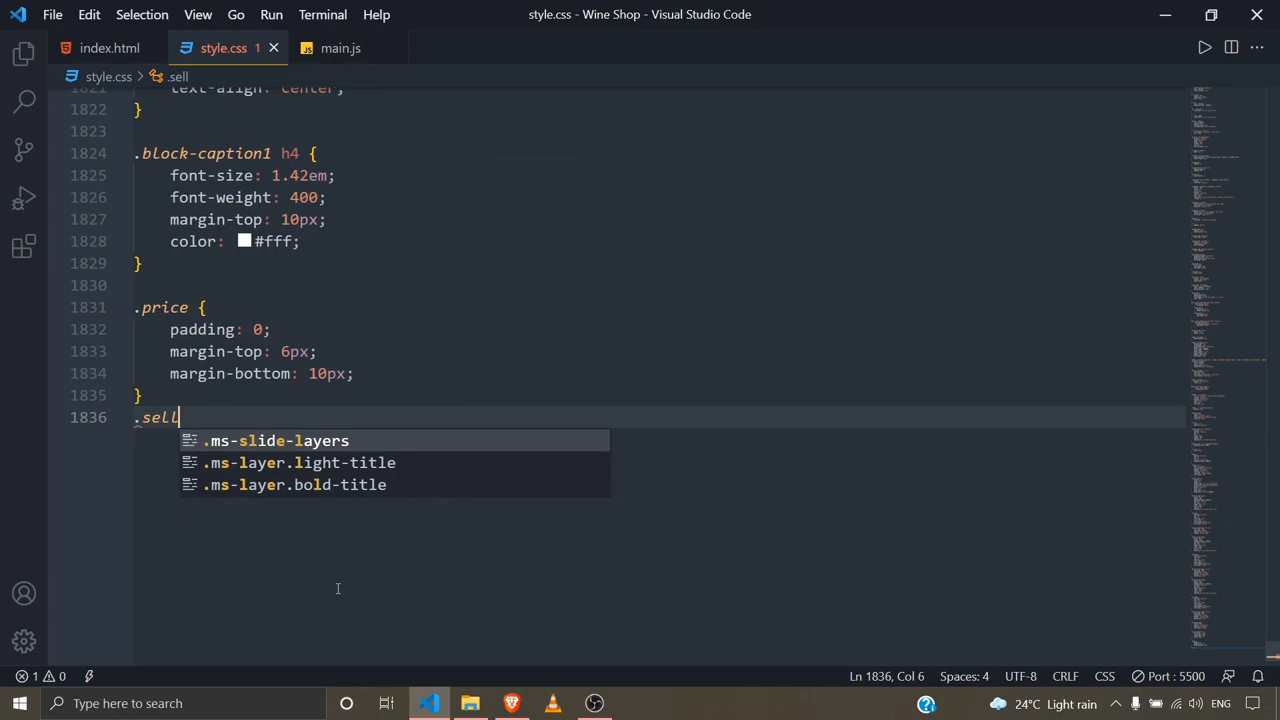 File Edit Selection View Go Run Terminal Help style.css - Wine Shop - Visual Studio Code
index.html style.css 1 main.js
style.css > .sell
1821 text-align: center;
1822 }
1823
1824 .block-caption1 h4 {
1825 font-size: 1.42em;
1826 font-weight: 400;
1827 margin-top: 10px;
1828 color: #fff;
1829 }
1830
1831 .price {
1832 padding: 0;
1833 margin-top: 6px;
1834 margin-bottom: 10px;
1835 }
1836 .sell
.ms-slide-layers
.ms-layer.light-title
.ms-layer.bold-title
1 0 Ln 1836, Col 6 Spaces: 4 UTF-8 CRLF CSS Port : 5500
Type here to search 24°C Light rain ENG